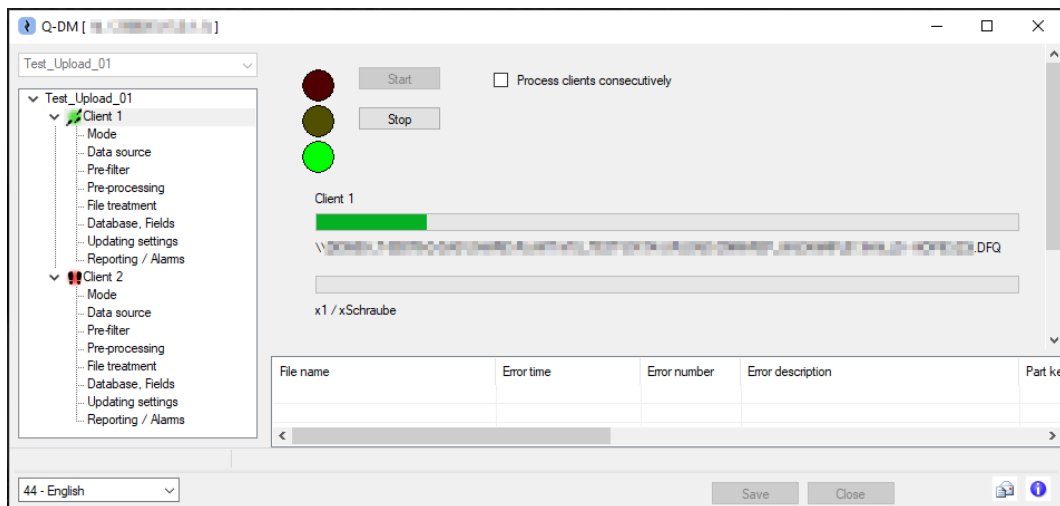 Q-DM [ ]
Test_Upload_01
Test_Upload_01
Client 1
Mode
Data source
Pre-filter
Pre-processing
File treatment
Database, Fields
Updating settings
Reporting / Alarms
Client 2
Mode
Data source
Pre-filter
Pre-processing
File treatment
Database, Fields
Updating settings
Reporting / Alarms
Start
Process clients consecutively
Stop
Client 1
\\ .DFQ
x1 / xSchraube
File name Error time Error number Error description Part ke
44 - English
Save Close